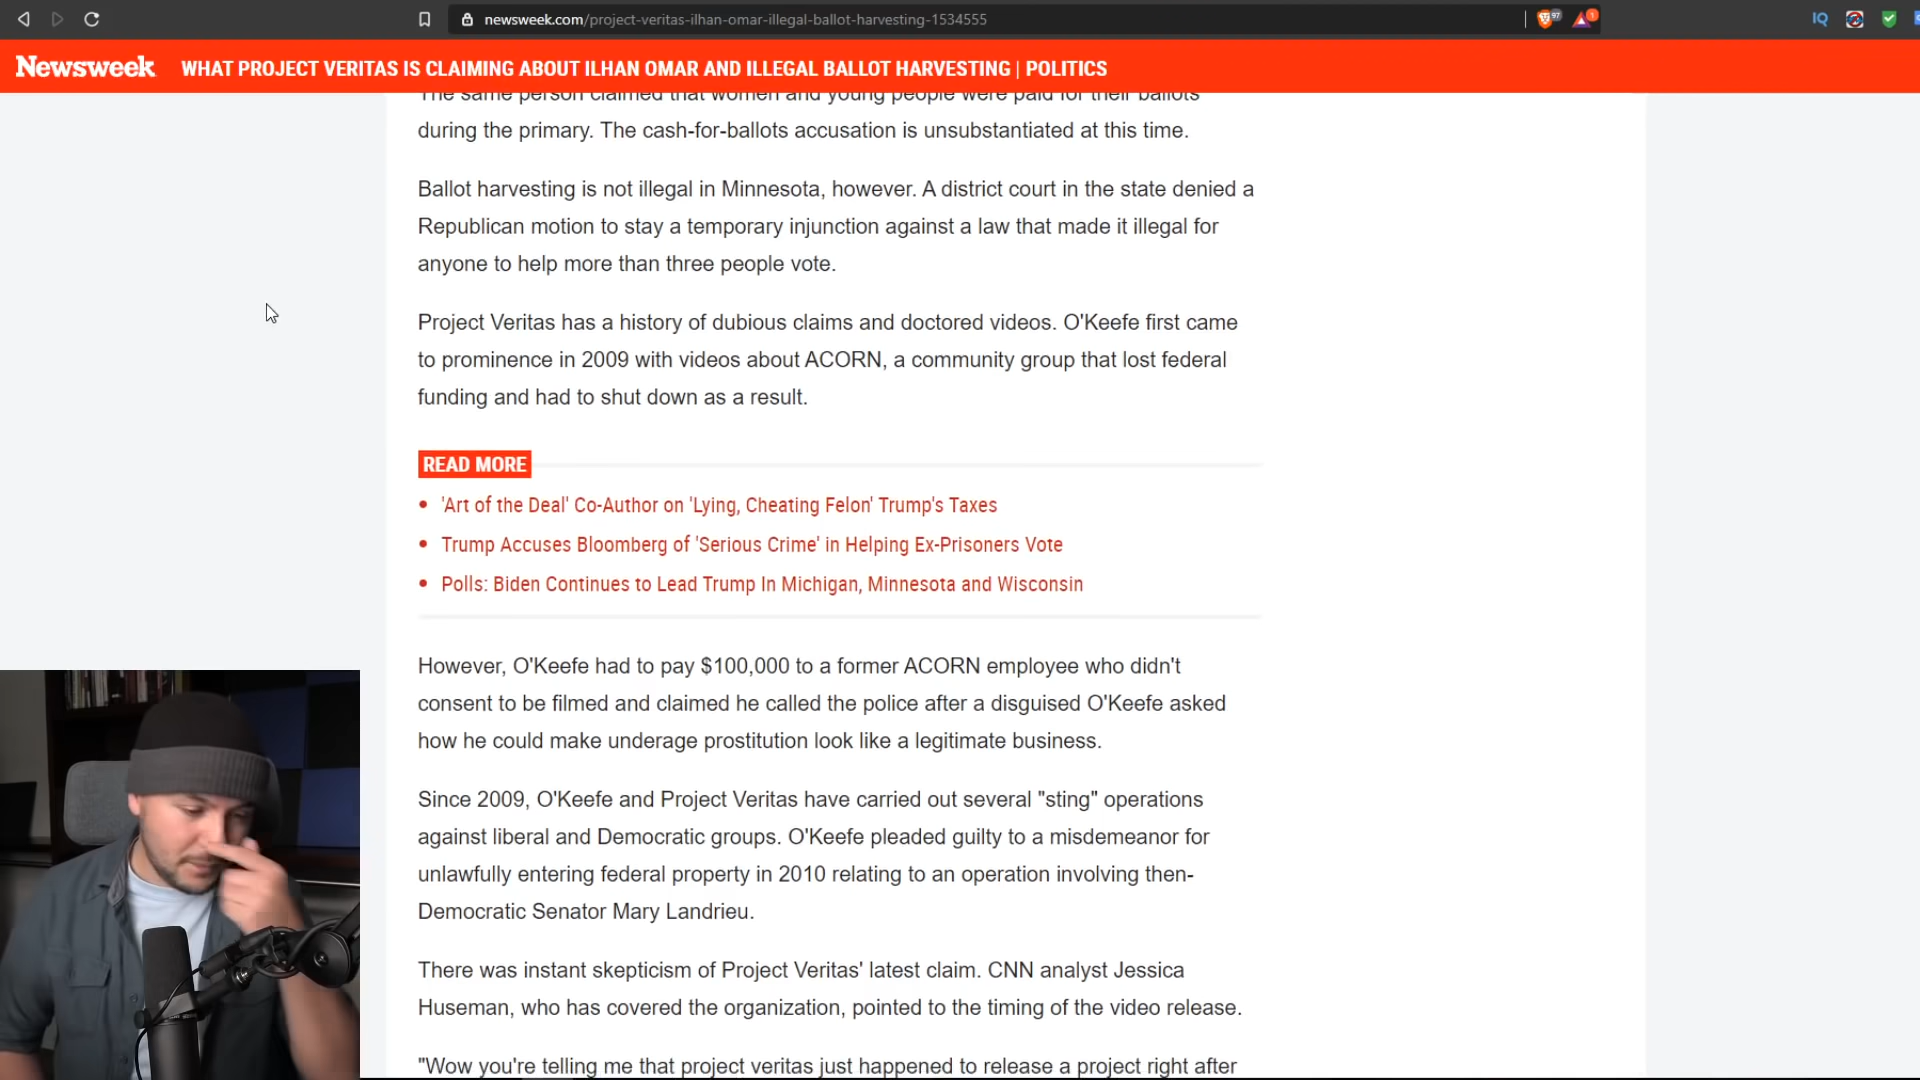 newsweek.com/project-veritas-ilhan-omar-illegal-ballot-harvesting-1534555
97
1
IQ
Newsweek
WHAT PROJECT VERITAS IS CLAIMING ABOUT ILHAN OMAR AND ILLEGAL BALLOT HARVESTING | POLITICS
The same person claimed that women and young people were paid for their ballots
during the primary. The cash-for-ballots accusation is unsubstantiated at this time.
Ballot harvesting is not illegal in Minnesota, however. A district court in the state denied a
Republican motion to stay a temporary injunction against a law that made it illegal for
anyone to help more than three people vote.
Project Veritas has a history of dubious claims and doctored videos. O'Keefe first came
to prominence in 2009 with videos about ACORN, a community group that lost federal
funding and had to shut down as a result.
READ MORE
• 'Art of the Deal' Co-Author on 'Lying, Cheating Felon' Trump's Taxes
• Trump Accuses Bloomberg of 'Serious Crime' in Helping Ex-Prisoners Vote
• Polls: Biden Continues to Lead Trump In Michigan, Minnesota and Wisconsin
However, O'Keefe had to pay $100,000 to a former ACORN employee who didn't
consent to be filmed and claimed he called the police after a disguised O'Keefe asked
how he could make underage prostitution look like a legitimate business.
Since 2009, O'Keefe and Project Veritas have carried out several "sting" operations
against liberal and Democratic groups. O'Keefe pleaded guilty to a misdemeanor for
unlawfully entering federal property in 2010 relating to an operation involving then-
Democratic Senator Mary Landrieu.
There was instant skepticism of Project Veritas' latest claim. CNN analyst Jessica
Huseman, who has covered the organization, pointed to the timing of the video release.
"Wow you're telling me that project veritas just happened to release a project right after